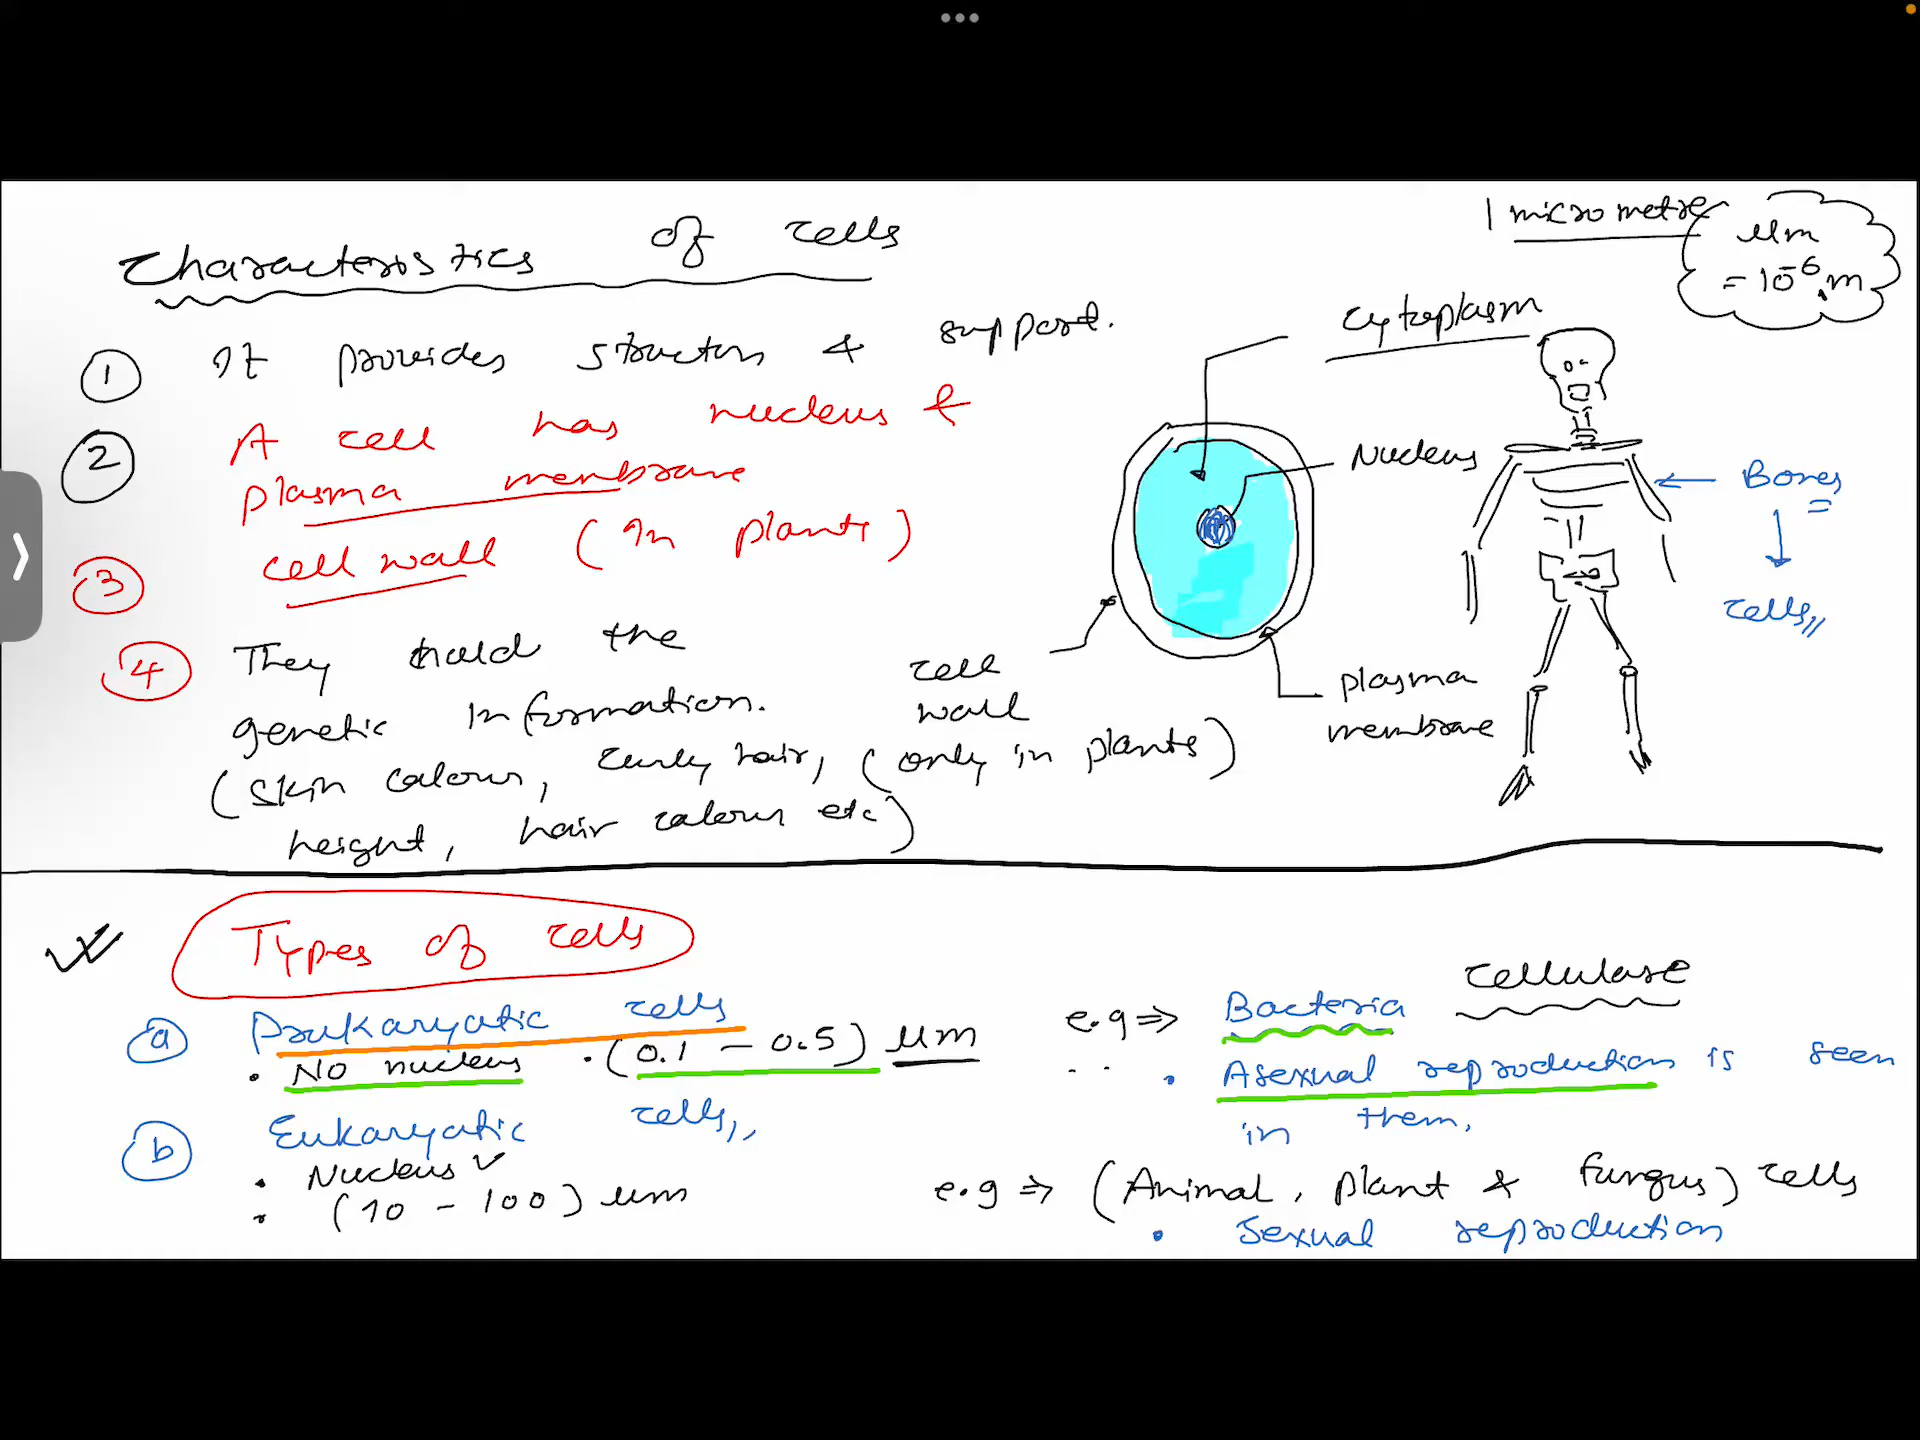 Characteristics of cells
1 micrometre
μm
= 10⁻⁶ m
① It provides structure & support.
② A cell has nucleus &
plasma membrane
③ cell wall (In plants)
④ They hold the
genetic information.
(skin colour, curly hair,
height, hair colour etc)
cytoplasm
Nucleus
cell
wall
(only in plants)
plasma
membrane
Bones
cells,,
Types of cells
ⓐ Prokaryotic cells
• No nucleus • (0.1 - 0.5) μm
e.g ⇒ Bacteria
cellulase
• Asexual reproduction is seen
in them.
ⓑ Eukaryotic cells,,
• Nucleus ✓
• (10 - 100) μm
e.g ⇒ (Animal, plant & fungus) cells
• Sexual reproduction